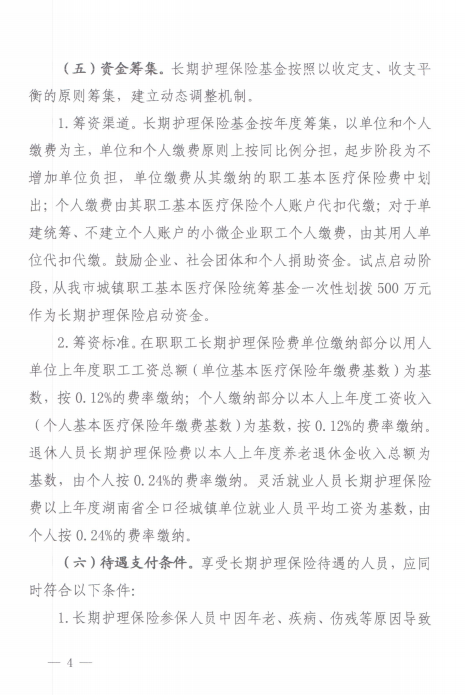 （五）资金筹集。长期护理保险基金按照以收定支、收支平
衡的原则筹集，建立动态调整机制。
1.筹资渠道。长期护理保险基金按年度筹集，以单位和个人
缴费为主，单位和个人缴费原则上按同比例分担，起步阶段为不
增加单位负担，单位缴费从其缴纳的职工基本医疗保险费中划
出；个人缴费由其职工基本医疗保险个人账户代扣代缴；对于单
建统筹、不建立个人账户的小微企业职工个人缴费，由其用人单
位代扣代缴。鼓励企业、社会团体和个人捐助资金。试点启动阶
段，从我市城镇职工基本医疗保险统筹基金一次性划拨500万元
作为长期护理保险启动资金。
2.筹资标准。在职职工长期护理保险费单位缴纳部分以用人
单位上年度职工工资总额（单位基本医疗保险年缴费基数）为基
数，按0.12%的费率缴纳；个人缴纳部分以本人上年度工资收入
（个人基本医疗保险年缴费基数）为基数，按0.12%的费率缴纳。
退休人员长期护理保险费以本人上年度养老退休金收入总额为
基数，由个人按0.24%的费率缴纳。灵活就业人员长期护理保险
费以上年度湖南省全口径城镇单位就业人员平均工资为基数，由
个人按0.24%的费率缴纳。
（六）待遇支付条件。享受长期护理保险待遇的人员，应同
时符合以下条件：
1.长期护理保险参保人员中因年老、疾病、伤残等原因导致
— 4 —